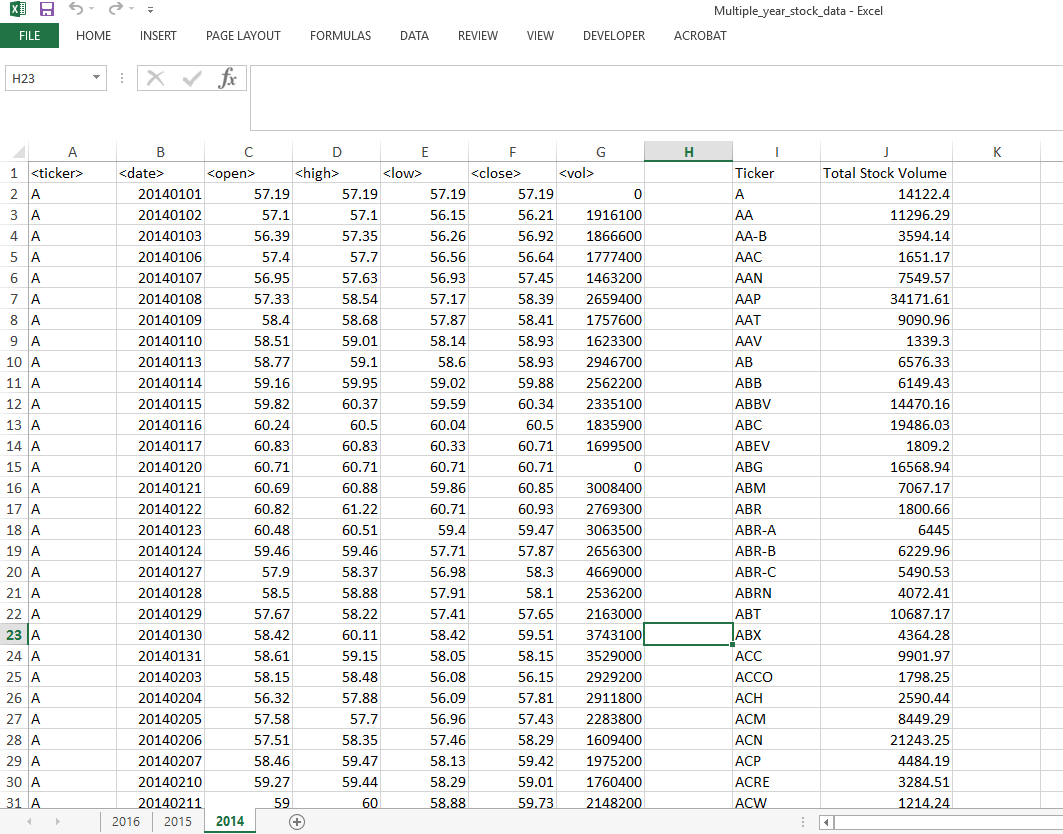 Multiple_year_stock_data - Excel
FILE HOME INSERT PAGE LAYOUT FORMULAS DATA REVIEW VIEW DEVELOPER ACROBAT
H23 fx
A B C D E F G H I J K
1 <ticker> <date> <open> <high> <low> <close> <vol> Ticker Total Stock Volume
2 A 20140101 57.19 57.19 57.19 57.19 0 A 14122.4
3 A 20140102 57.1 57.1 56.15 56.21 1916100 AA 11296.29
4 A 20140103 56.39 57.35 56.26 56.92 1866600 AA-B 3594.14
5 A 20140106 57.4 57.7 56.56 56.64 1777400 AAC 1651.17
6 A 20140107 56.95 57.63 56.93 57.45 1463200 AAN 7549.57
7 A 20140108 57.33 58.54 57.17 58.39 2659400 AAP 34171.61
8 A 20140109 58.4 58.68 57.87 58.41 1757600 AAT 9090.96
9 A 20140110 58.51 59.01 58.14 58.93 1623300 AAV 1339.3
10 A 20140113 58.77 59.1 58.6 58.93 2946700 AB 6576.33
11 A 20140114 59.16 59.95 59.02 59.88 2562200 ABB 6149.43
12 A 20140115 59.82 60.37 59.59 60.34 2335100 ABBV 14470.16
13 A 20140116 60.24 60.5 60.04 60.5 1835900 ABC 19486.03
14 A 20140117 60.83 60.83 60.33 60.71 1699500 ABEV 1809.2
15 A 20140120 60.71 60.71 60.71 60.71 0 ABG 16568.94
16 A 20140121 60.69 60.88 59.86 60.85 3008400 ABM 7067.17
17 A 20140122 60.82 61.22 60.71 60.93 2769300 ABR 1800.66
18 A 20140123 60.48 60.51 59.4 59.47 3063500 ABR-A 6445
19 A 20140124 59.46 59.46 57.71 57.87 2656300 ABR-B 6229.96
20 A 20140127 57.9 58.37 56.98 58.3 4669000 ABR-C 5490.53
21 A 20140128 58.5 58.88 57.91 58.1 2536200 ABRN 4072.41
22 A 20140129 57.67 58.22 57.41 57.65 2163000 ABT 10687.17
23 A 20140130 58.42 60.11 58.42 59.51 3743100 ABX 4364.28
24 A 20140131 58.61 59.15 58.05 58.15 3529000 ACC 9901.97
25 A 20140203 58.15 58.48 56.08 56.15 2929200 ACCO 1798.25
26 A 20140204 56.32 57.88 56.09 57.81 2911800 ACH 2590.44
27 A 20140205 57.58 57.7 56.96 57.43 2283800 ACM 8449.29
28 A 20140206 57.51 58.35 57.46 58.29 1609400 ACN 21243.25
29 A 20140207 58.46 59.47 58.13 59.42 1975200 ACP 4484.19
30 A 20140210 59.27 59.44 58.29 59.01 1760400 ACRE 3284.51
31 A 20140211 59 60 58.88 59.73 2148200 ACW 1214.24
2016 2015 2014